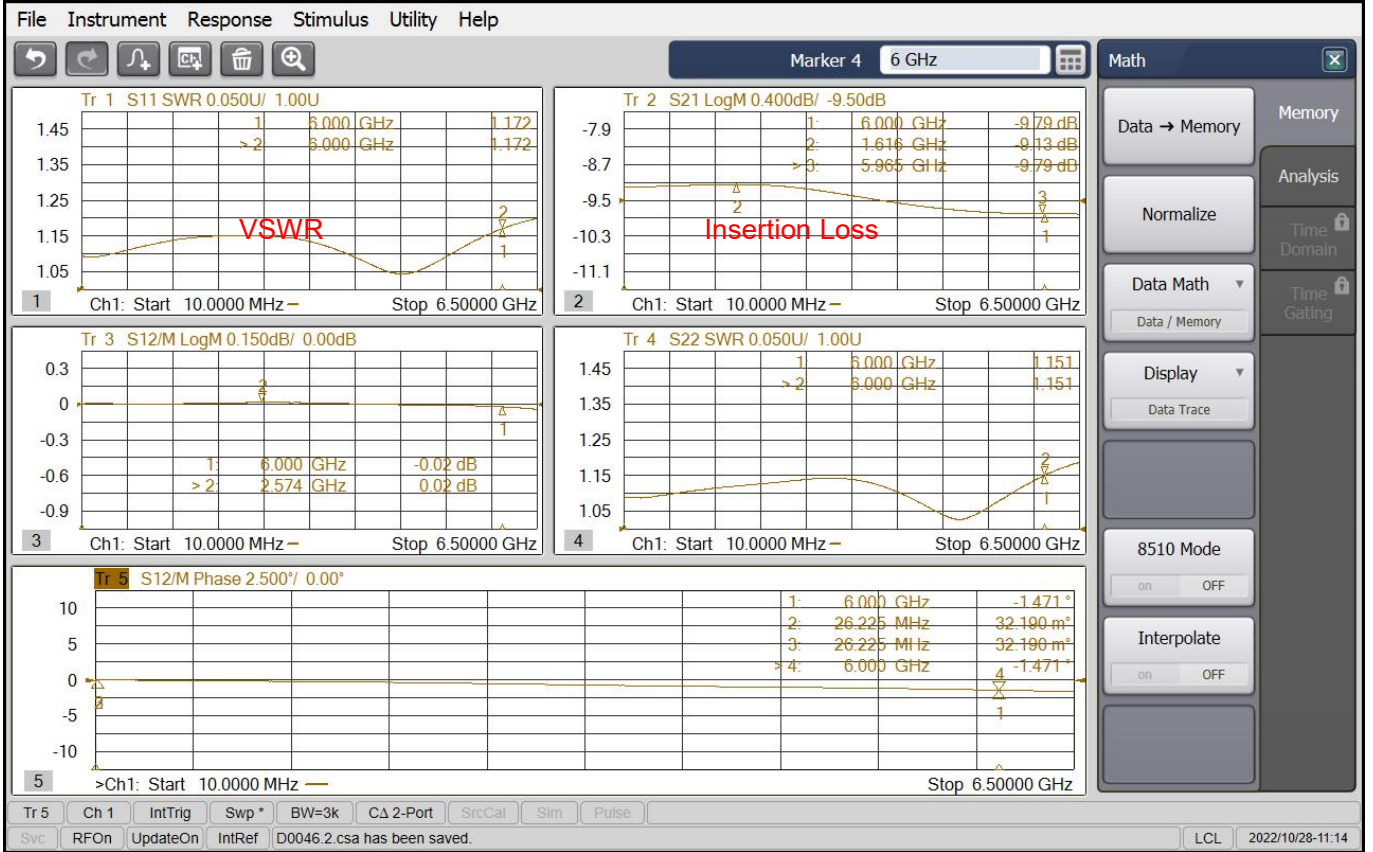 File Instrument Response Stimulus Utility Help
Marker 4 6 GHz
Math
Tr 1 S11 SWR 0.050U/ 1.00U
1: 6.000 GHz 1.172
> 2: 6.000 GHz 1.172
1.45
1.35
1.25
1.15
1.05
VSWR
2
1
1 Ch1: Start 10.0000 MHz Stop 6.50000 GHz
Tr 2 S21 LogM 0.400dB/ -9.50dB
1: 6.000 GHz -9.79 dB
2: 1.616 GHz -9.13 dB
> 3: 5.965 GHz -9.79 dB
-7.9
-8.7
-9.5
-10.3
-11.1
Insertion Loss
2
3
1
2 Ch1: Start 10.0000 MHz Stop 6.50000 GHz
Tr 3 S12/M LogM 0.150dB/ 0.00dB
0.3
0
-0.3
-0.6
-0.9
2
1
1: 6.000 GHz -0.02 dB
> 2: 2.574 GHz 0.02 dB
3 Ch1: Start 10.0000 MHz Stop 6.50000 GHz
Tr 4 S22 SWR 0.050U/ 1.00U
1: 6.000 GHz 1.151
> 2: 6.000 GHz 1.151
1.45
1.35
1.25
1.15
1.05
2
1
4 Ch1: Start 10.0000 MHz Stop 6.50000 GHz
Tr 5 S12/M Phase 2.500°/ 0.00°
1: 6.000 GHz -1.471 °
2: 26.225 MHz 32.190 m°
3: 26.225 MHz 32.190 m°
> 4: 6.000 GHz -1.471 °
10
5
0
-5
-10
4
1
5 >Ch1: Start 10.0000 MHz Stop 6.50000 GHz
Data → Memory
Normalize
Data Math
Data / Memory
Display
Data Trace
8510 Mode
on OFF
Interpolate
on OFF
Memory
Analysis
Time
Domain
Time
Gating
Tr 5 Ch 1 IntTrig Swp * BW=3k CΔ 2-Port SrcCal Sim Pulse
Svc RFOn UpdateOn IntRef D0046.2.csa has been saved. LCL 2022/10/28-11:14